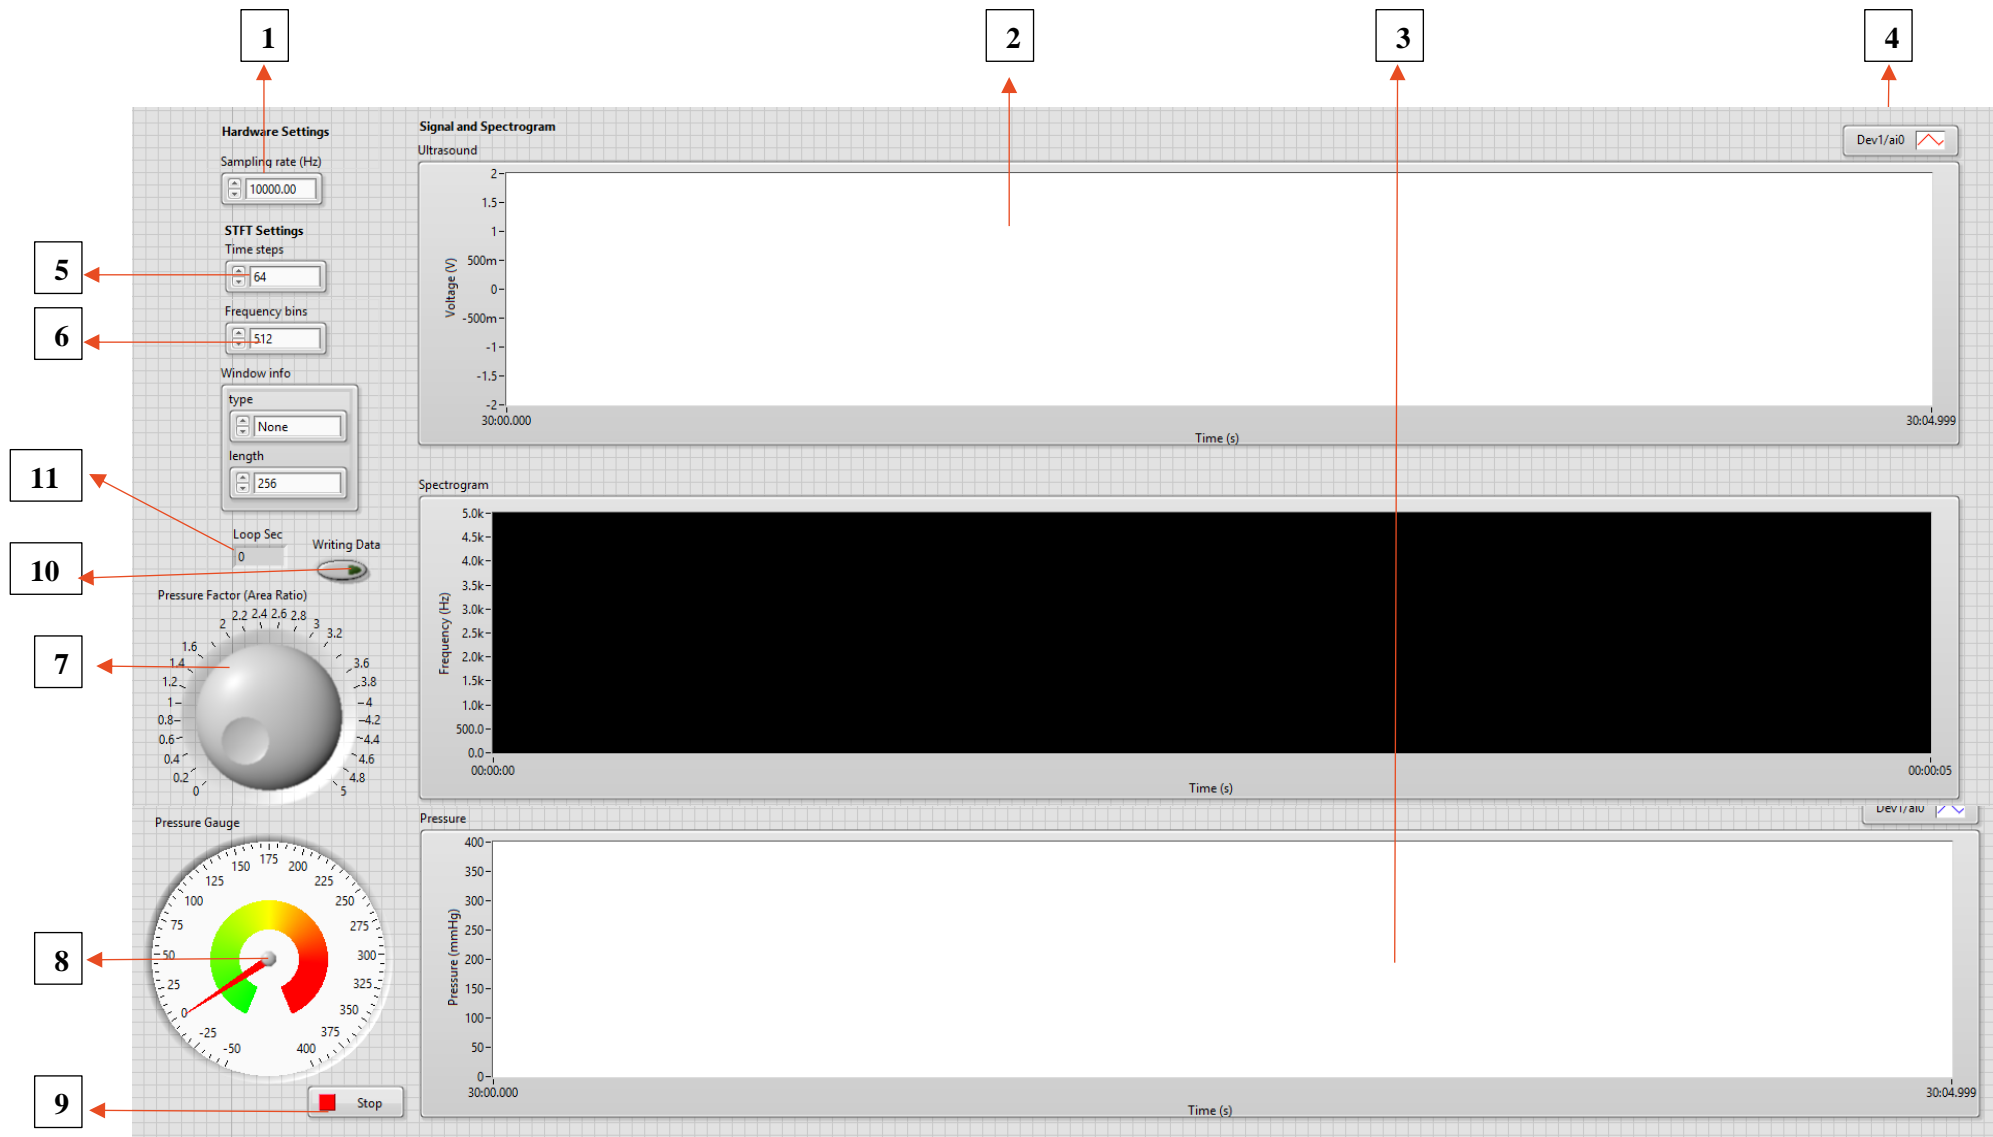 1
2
3
4
Hardware Settings
Sampling rate (Hz)
10000.00
STFT Settings
Time steps
5
64
Frequency bins
6
512
Window info
type
None
length
256
11
Loop Sec
0
Writing Data
10
Pressure Factor (Area Ratio)
0
0.2
0.4
0.6
0.8
1
1.2
1.4
1.6
2
2.2
2.4
2.6
2.8
3
3.2
3.6
3.8
4
4.2
4.4
4.6
4.8
5
7
Pressure Gauge
-50
-25
0
25
50
75
100
125
150
175
200
225
250
275
300
325
350
375
400
8
9
Stop
Signal and Spectrogram
Ultrasound
Dev1/ai0
Voltage (V)
2
1.5
1
500m
0
-500m
-1
-1.5
-2
30:00.000
30:04.999
Time (s)
Spectrogram
Frequency (Hz)
5.0k
4.5k
4.0k
3.5k
3.0k
2.5k
2.0k
1.5k
1.0k
500.0
0.0
00:00:00
00:00:05
Time (s)
Pressure
Dev1/ai0
Pressure (mmHg)
400
350
300
250
200
150
100
50
0
30:00.000
30:04.999
Time (s)